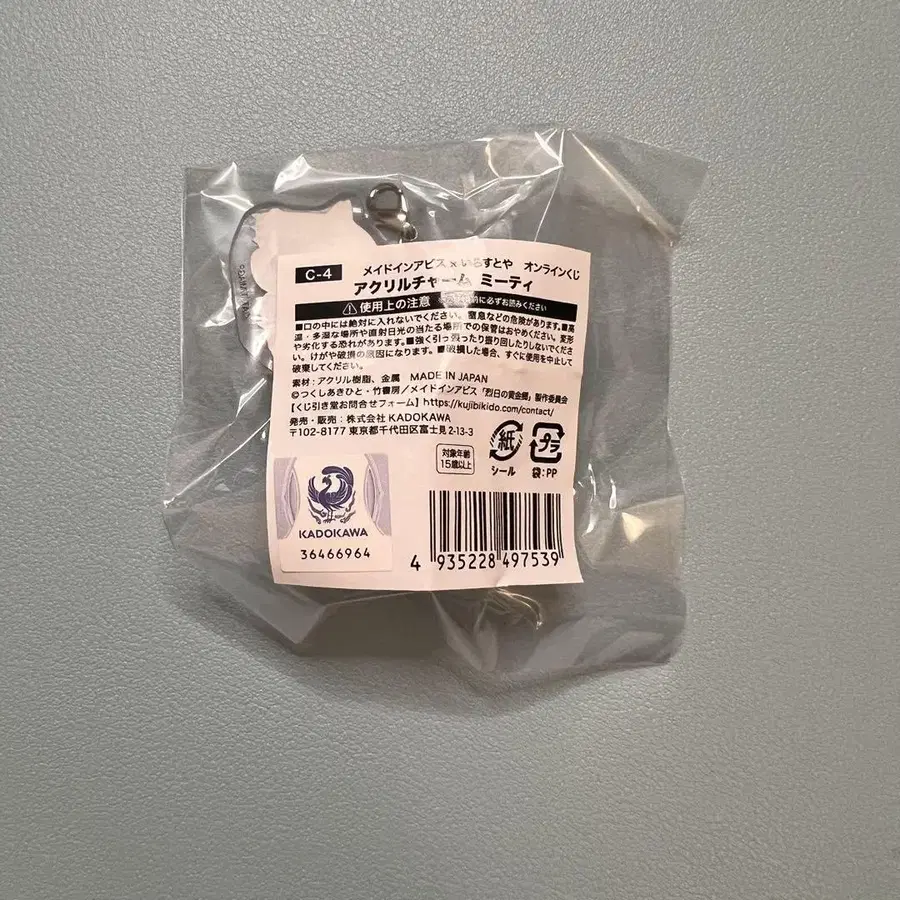 C-4
メイドインアビス×いらすとや オンラインくじ
アクリルチャーム ミーティ
⚠使用上の注意
■口の中には絶対に入れないでください。窒息などの危険があります。■高
温・多湿な場所や直射日光の当たる場所での保管はおやめください。変形
や劣化する恐れがあります。■強く引っ張ったり振り回したりしないでくださ
い。けがや破損の原因になります。■破損した場合、すぐに使用を中止して
破棄してください。
素材:アクリル樹脂、金属 MADE IN JAPAN
©つくしあきひと・竹書房/メイドインアビス「烈日の黄金郷」製作委員会
【くじ引き堂お問合せフォーム】https://kujibikido.com/contact/
発売・販売:株式会社 KADOKAWA
〒102-8177 東京都千代田区富士見 2-13-3
対象年齢
15歳以上
紙
シール
プラ
袋:PP
KADOKAWA
36466964
4 935228 497539